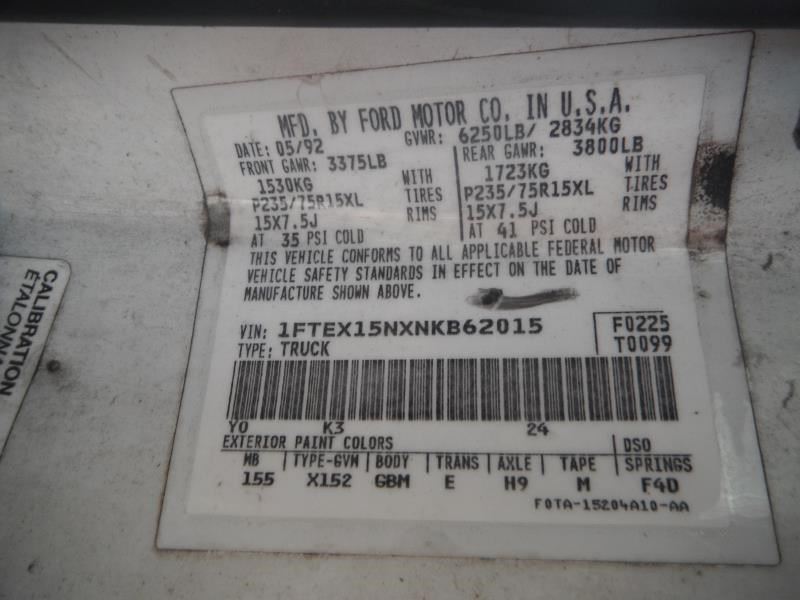 MFD. BY FORD MOTOR CO. IN U.S.A.
DATE: 05/92 GVWR: 6250LB/ 2834KG
FRONT GAWR: 3375LB REAR GAWR: 3800LB
1530KG WITH 1723KG WITH
P235/75R15XL TIRES P235/75R15XL TIRES
15X7.5J RIMS 15X7.5J RIMS
AT 35 PSI COLD AT 41 PSI COLD
THIS VEHICLE CONFORMS TO ALL APPLICABLE FEDERAL MOTOR
VEHICLE SAFETY STANDARDS IN EFFECT ON THE DATE OF
MANUFACTURE SHOWN ABOVE.
VIN: 1FTEX15NXNKB62015 F0225
TYPE: TRUCK T0099
YO K3 24
EXTERIOR PAINT COLORS DSO
WB TYPE-GVM BODY TRANS AXLE TAPE SPRINGS
155 X152 GBM E H9 M F4D
F0TA-15204A10-AA
CALIBRATION